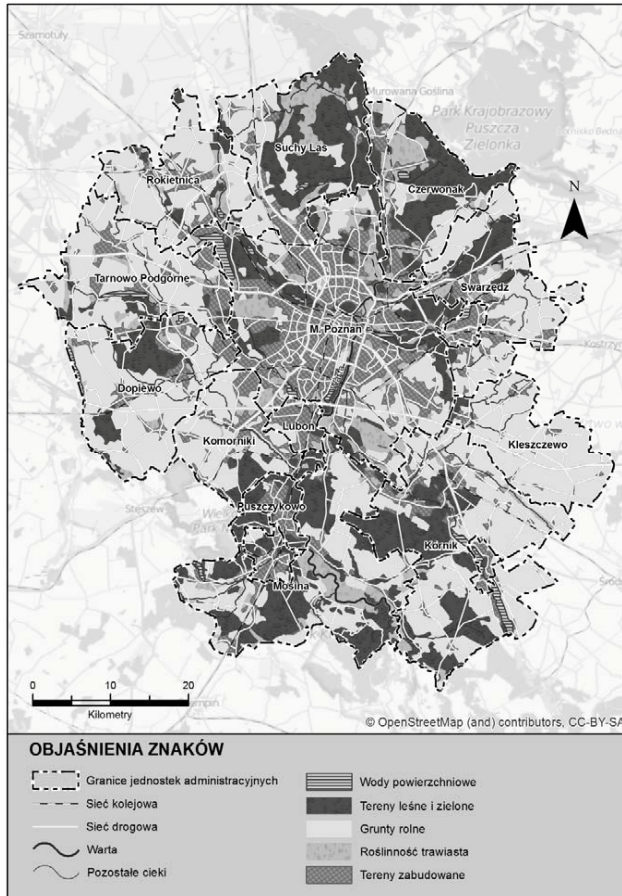 Szamotuły
Murowana Goślina
Park Krajobrazowy
Puszcza
Zielonka
Suchy Las
Rokietnica
Czerwonak
N
Tarnowo Podgórne
Swarzędz
M. Poznań
Kostrzyn
Dopiewo
Luboń
Komorniki
Kleszczewo
Stęszew
Puszczykowo
Kórnik
Mosina
0 10 20
Kilometry
© OpenStreetMap (and) contributors, CC-BY-SA
OBJAŚNIENIA ZNAKÓW
Granice jednostek administracyjnych
Sieć kolejowa
Sieć drogowa
Warta
Pozostałe cieki
Wody powierzchniowe
Tereny leśne i zielone
Grunty rolne
Roślinność trawiasta
Tereny zabudowane